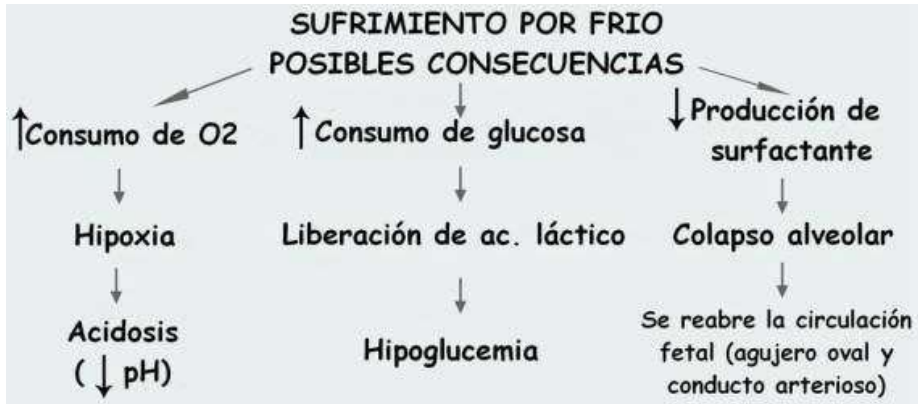 SUFRIMIENTO POR FRIO
POSIBLES CONSECUENCIAS
↑Consumo de O2
Hipoxia
Acidosis
(↓ pH)
↑ Consumo de glucosa
Liberación de ac. láctico
Hipoglucemia
↓ Producción de
surfactante
Colapso alveolar
Se reabre la circulación
fetal (agujero oval y
conducto arterioso)